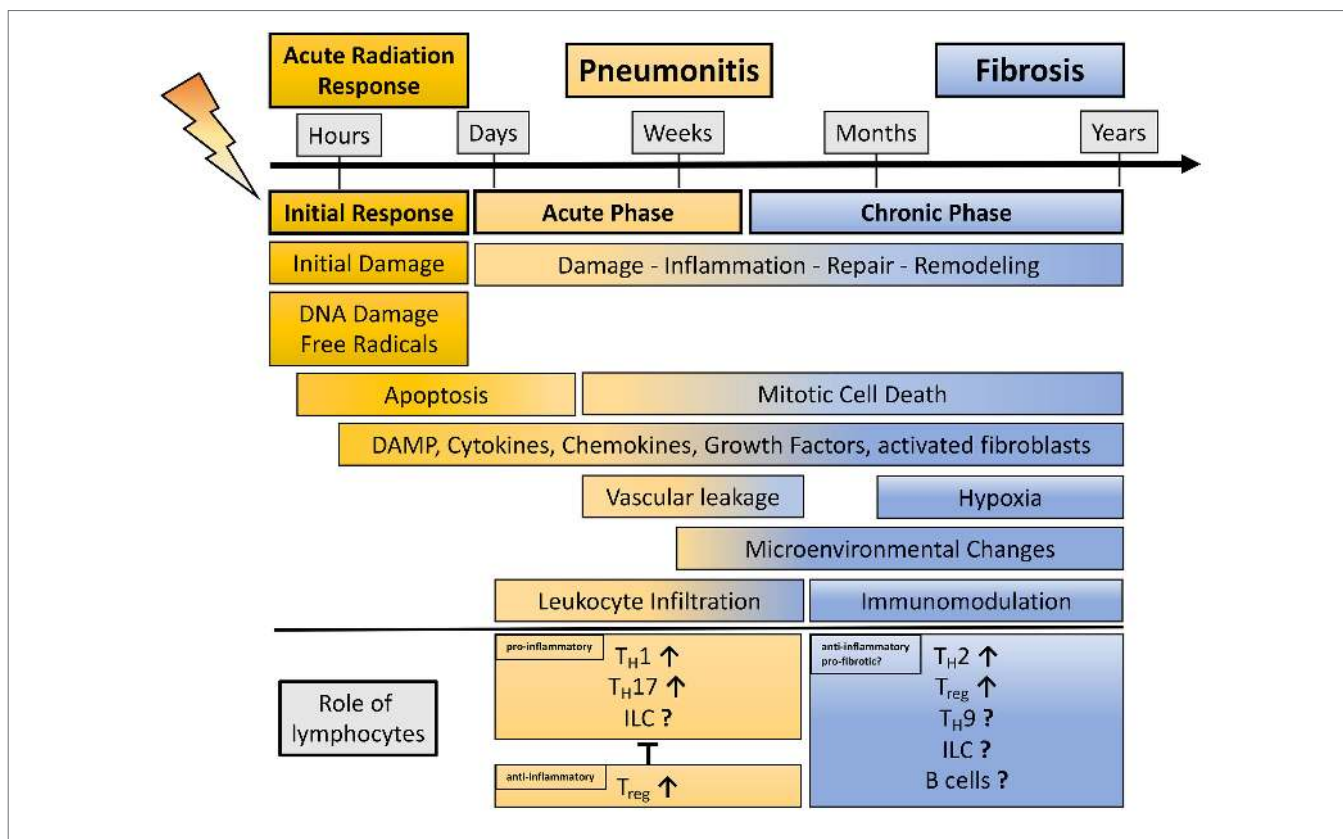 Acute Radiation
Response
Pneumonitis
Fibrosis
Hours
Days
Weeks
Months
Years
Initial Response
Acute Phase
Chronic Phase
Initial Damage
Damage - Inflammation - Repair - Remodeling
DNA Damage
Free Radicals
Apoptosis
Mitotic Cell Death
DAMP, Cytokines, Chemokines, Growth Factors, activated fibroblasts
Vascular leakage
Hypoxia
Microenvironmental Changes
Leukocyte Infiltration
Immunomodulation
Role of
lymphocytes
pro-inflammatory
TH1 ↑
TH17 ↑
ILC ?
anti-inflammatory
Treg ↑
anti-inflammatory
pro-fibrotic?
TH2 ↑
Treg ↑
TH9 ?
ILC ?
B cells ?